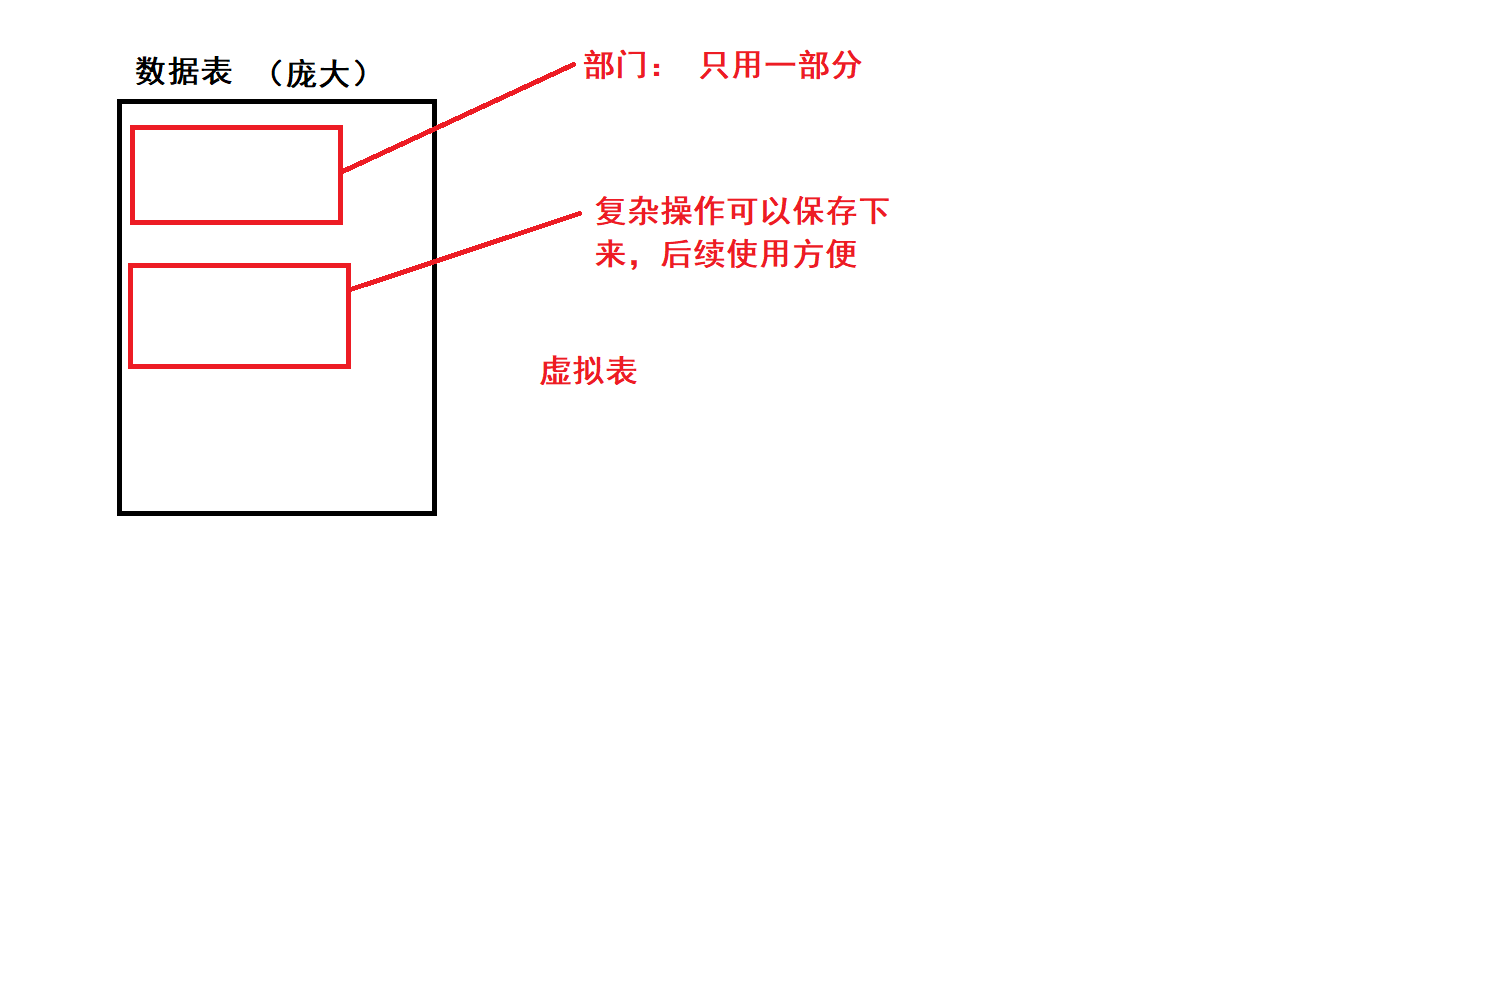 数据表 （庞大）
部门： 只用一部分
复杂操作可以保存下
来，后续使用方便
虚拟表